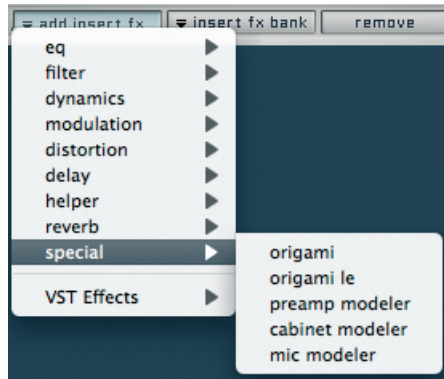 add insert fx insert fx bank remove
eq
filter
dynamics
modulation
distortion
delay
helper
reverb
special
VST Effects
origami
origami le
preamp modeler
cabinet modeler
mic modeler